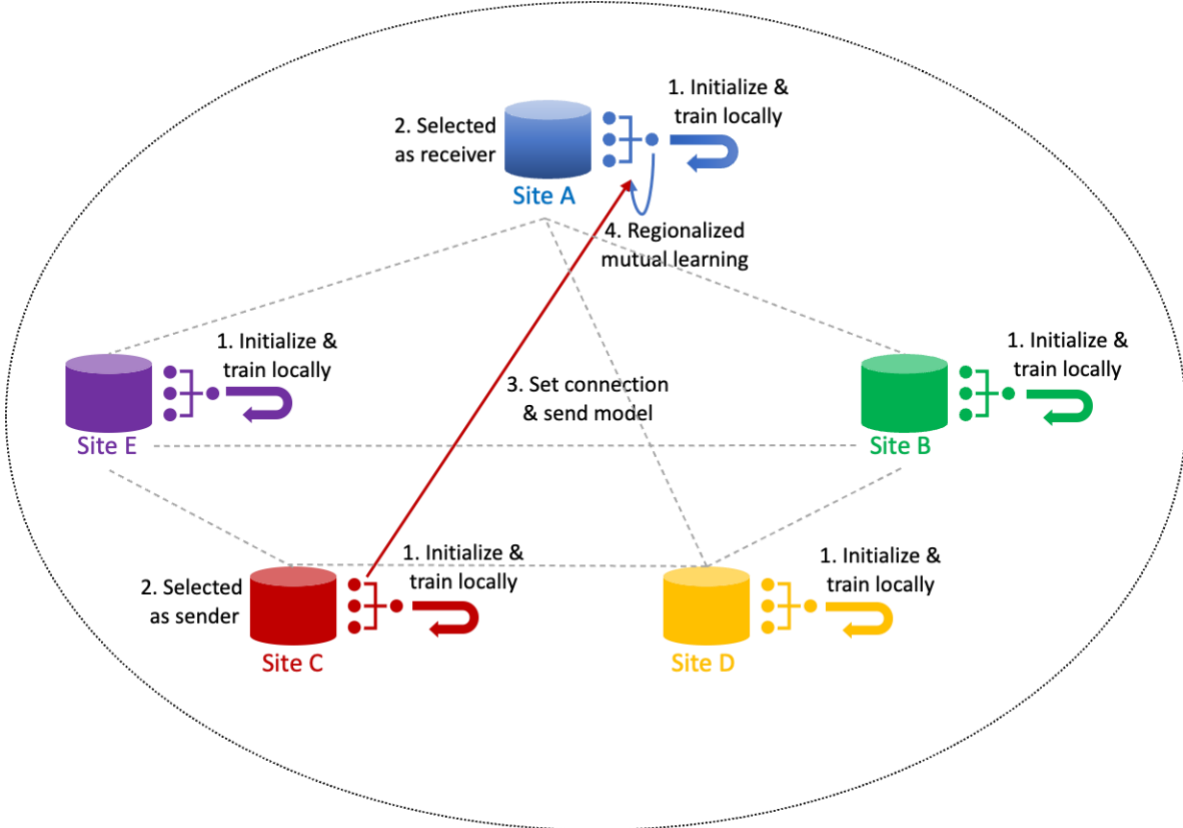 1. Initialize &
train locally
2. Selected
as receiver
Site A
4. Regionalized
mutual learning
1. Initialize &
train locally
Site E
3. Set connection
& send model
1. Initialize &
train locally
Site B
1. Initialize &
train locally
2. Selected
as sender
Site C
1. Initialize &
train locally
Site D